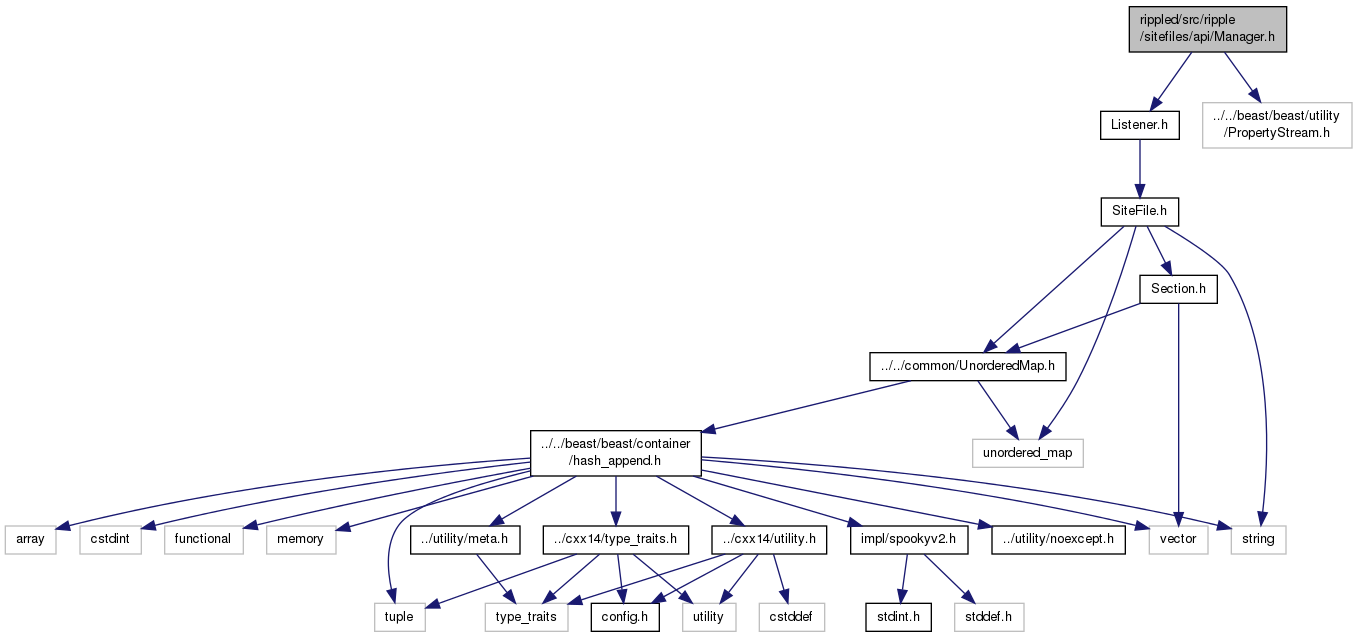 rippled/src/ripple
/sitefiles/api/Manager.h
Listener.h
../../beast/beast/utility
/PropertyStream.h
SiteFile.h
Section.h
../../common/UnorderedMap.h
../../beast/beast/container
/hash_append.h
unordered_map
array
cstdint
functional
memory
../utility/meta.h
../cxx14/type_traits.h
../cxx14/utility.h
impl/spookyv2.h
../utility/noexcept.h
vector
string
tuple
type_traits
config.h
utility
cstddef
stdint.h
stddef.h